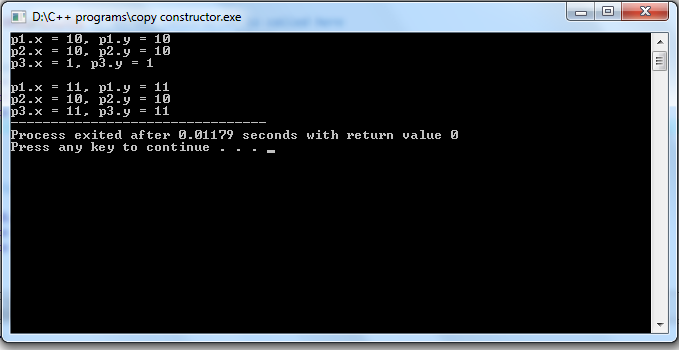 D:\C++ programs\copy constructor.exe
p1.x = 10, p1.y = 10
p2.x = 10, p2.y = 10
p3.x = 1, p3.y = 1
p1.x = 11, p1.y = 11
p2.x = 10, p2.y = 10
p3.x = 11, p3.y = 11
--------------------------------
Process exited after 0.01179 seconds with return value 0
Press any key to continue . . . _